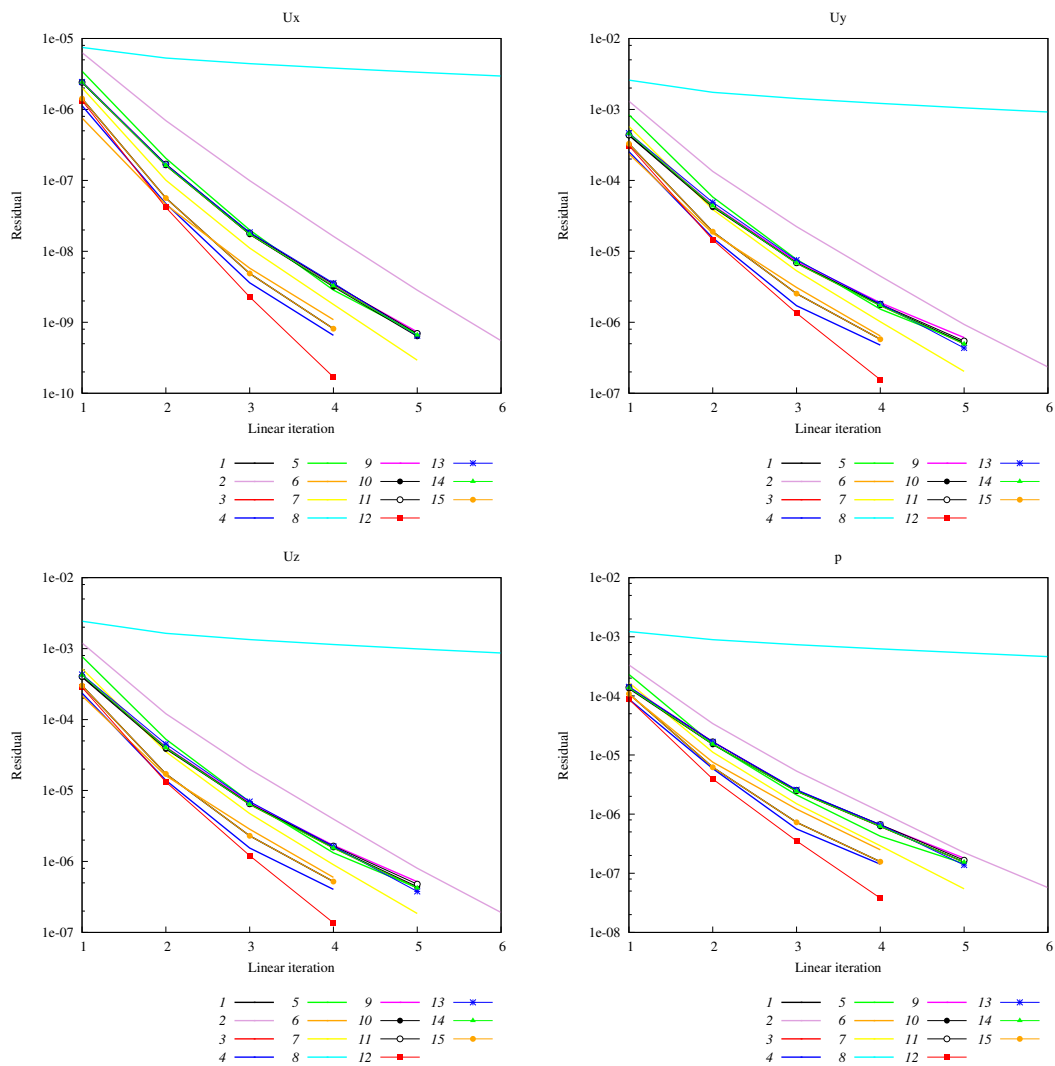 Ux
1e-05
1e-06
1e-07
1e-08
1e-09
1e-10
Residual
1 2 3 4 5 6
Linear iteration
1 5 9 13
2 6 10 14
3 7 11 15
4 8 12
Uy
1e-02
1e-03
1e-04
1e-05
1e-06
1e-07
Residual
1 2 3 4 5 6
Linear iteration
1 5 9 13
2 6 10 14
3 7 11 15
4 8 12
Uz
1e-02
1e-03
1e-04
1e-05
1e-06
1e-07
Residual
1 2 3 4 5 6
Linear iteration
1 5 9 13
2 6 10 14
3 7 11 15
4 8 12
p
1e-02
1e-03
1e-04
1e-05
1e-06
1e-07
1e-08
Residual
1 2 3 4 5 6
Linear iteration
1 5 9 13
2 6 10 14
3 7 11 15
4 8 12